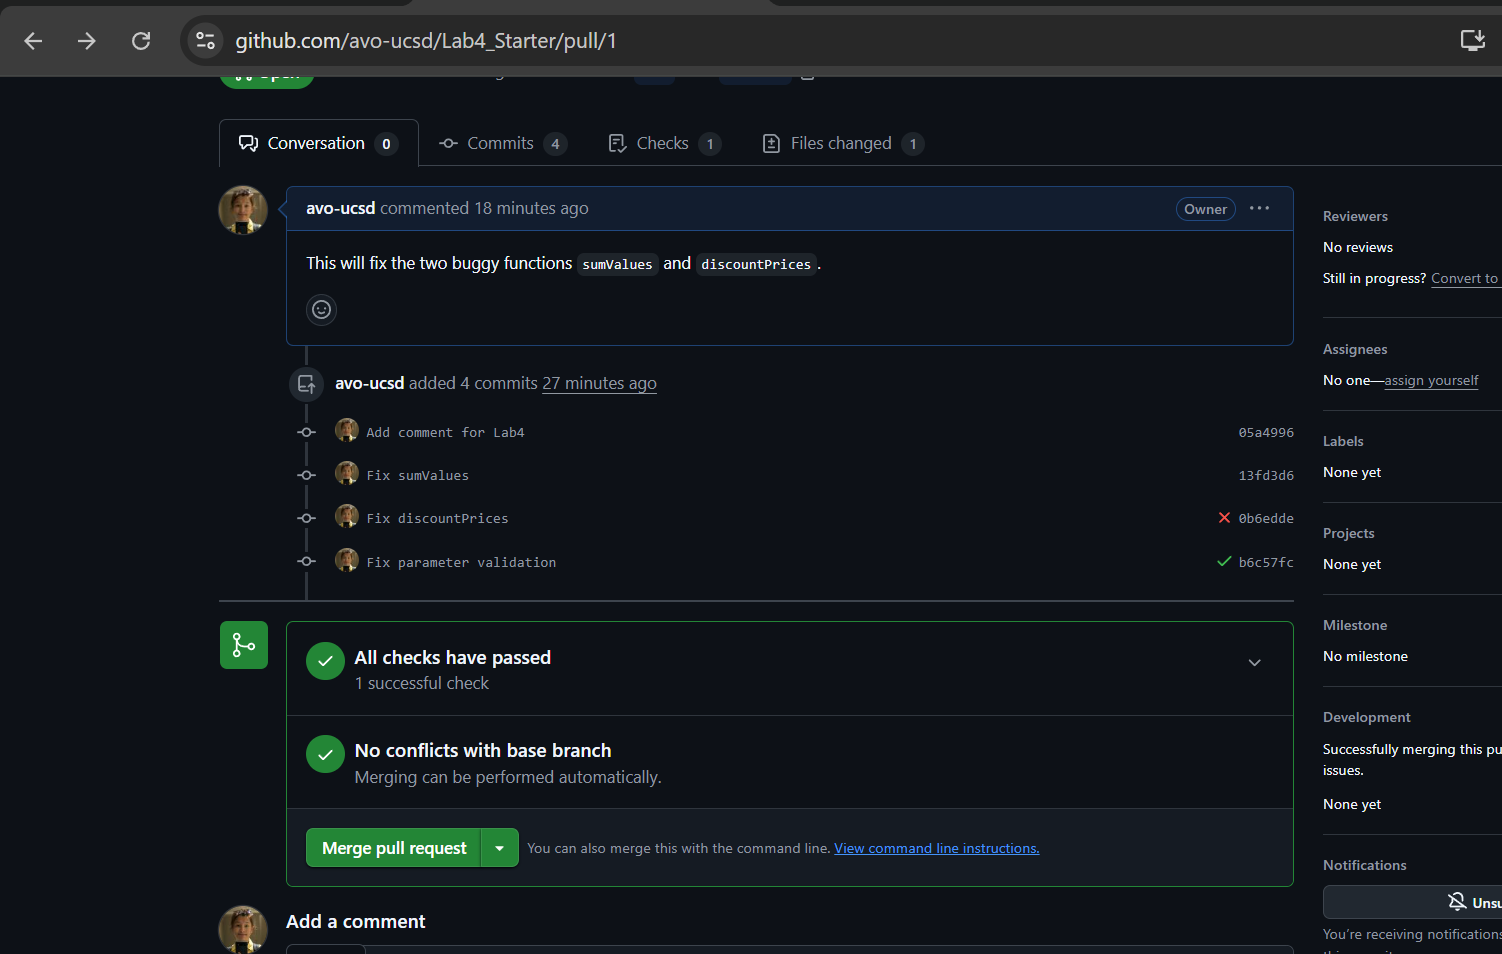 github.com/avo-ucsd/Lab4_Starter/pull/1
Open
Conversation 0
Commits 4
Checks 1
Files changed 1
avo-ucsd commented 18 minutes ago
Owner
This will fix the two buggy functions sumValues and discountPrices.
avo-ucsd added 4 commits 27 minutes ago
Add comment for Lab4 05a4996
Fix sumValues 13fd3d6
Fix discountPrices 0b6edde
Fix parameter validation b6c57fc
All checks have passed
1 successful check
No conflicts with base branch
Merging can be performed automatically.
Merge pull request
You can also merge this with the command line. View command line instructions.
Add a comment
Reviewers
No reviews
Still in progress? Convert to
Assignees
No one—assign yourself
Labels
None yet
Projects
None yet
Milestone
No milestone
Development
Successfully merging this pu
issues.
None yet
Notifications
Unsu
You're receiving notifications